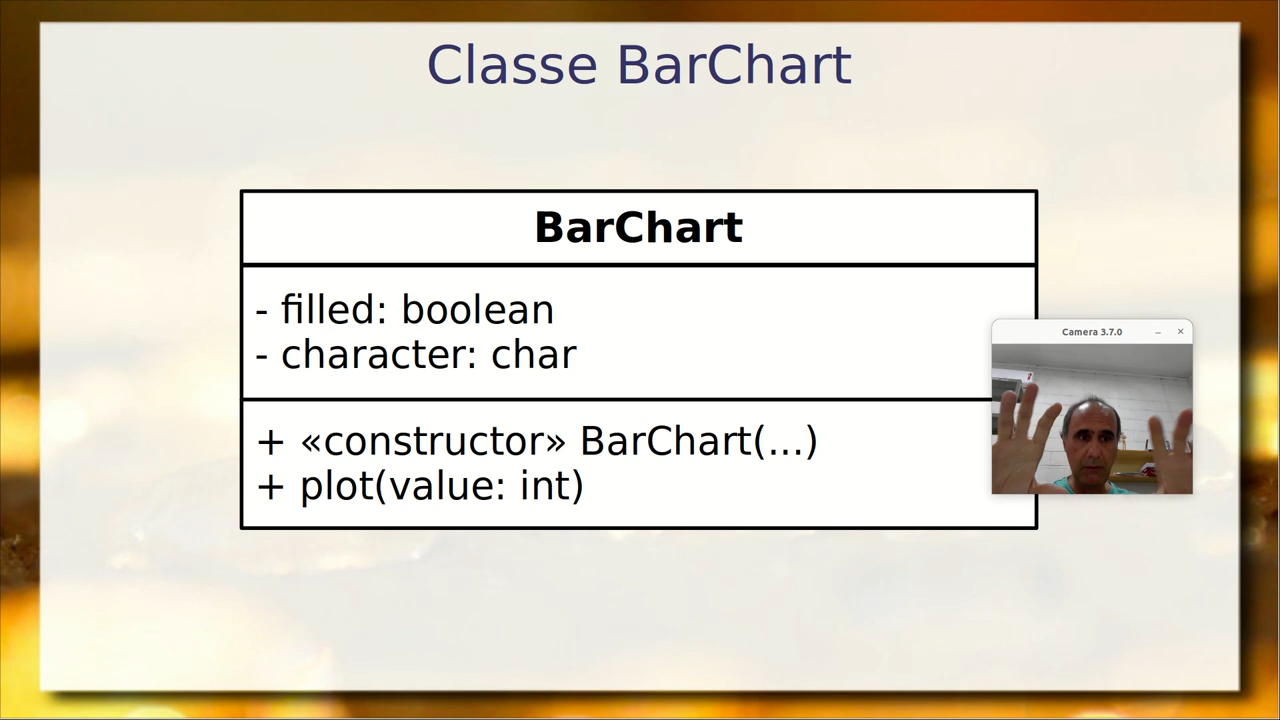 Classe BarChart
BarChart
- filled: boolean
- character: char
+ «constructor» BarChart(...)
+ plot(value: int)
Camera 3.7.0